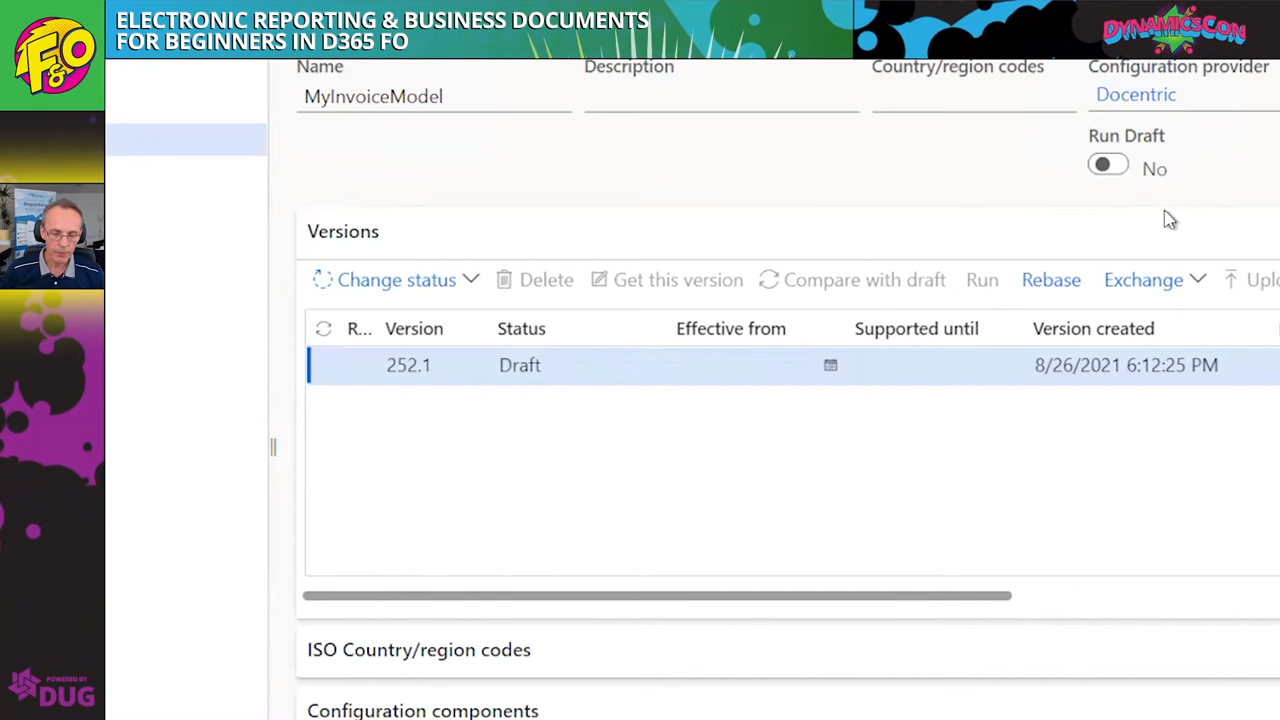 ELECTRONIC REPORTING & BUSINESS DOCUMENTS
FOR BEGINNERS IN D365 FO
F&O
DYNAMICSCON
Name Description Country/region codes Configuration provider
MyInvoiceModel Docentric
Run Draft
No
Versions
Change status Delete Get this version Compare with draft Run Rebase Exchange Uplo
R... Version Status Effective from Supported until Version created
252.1 Draft 8/26/2021 6:12:25 PM
ISO Country/region codes
Configuration components
POWERED BY
DUG